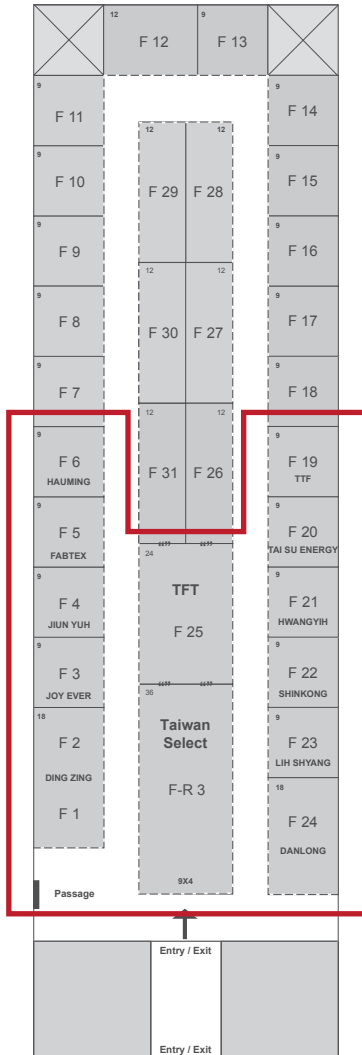 12
F 12
9
F 13
9
F 11
9
F 14
12
F 29
12
F 28
9
F 10
9
F 15
9
F 9
9
F 16
12
F 30
12
F 27
9
F 8
9
F 17
9
F 7
9
F 18
12
F 31
12
F 26
9
F 6
HAUMING
9
F 19
TTF
9
F 5
FABTEX
9
F 20
TAI SU ENERGY
24
TFT
F 25
9
F 4
JIUN YUH
9
F 21
HWANGYIH
9
F 3
JOY EVER
9
F 22
SHINKONG
36
Taiwan
Select
F-R 3
9X4
18
F 2
DING ZING
F 1
9
F 23
LIH SHYANG
18
F 24
DANLONG
Passage
Entry / Exit
Entry / Exit